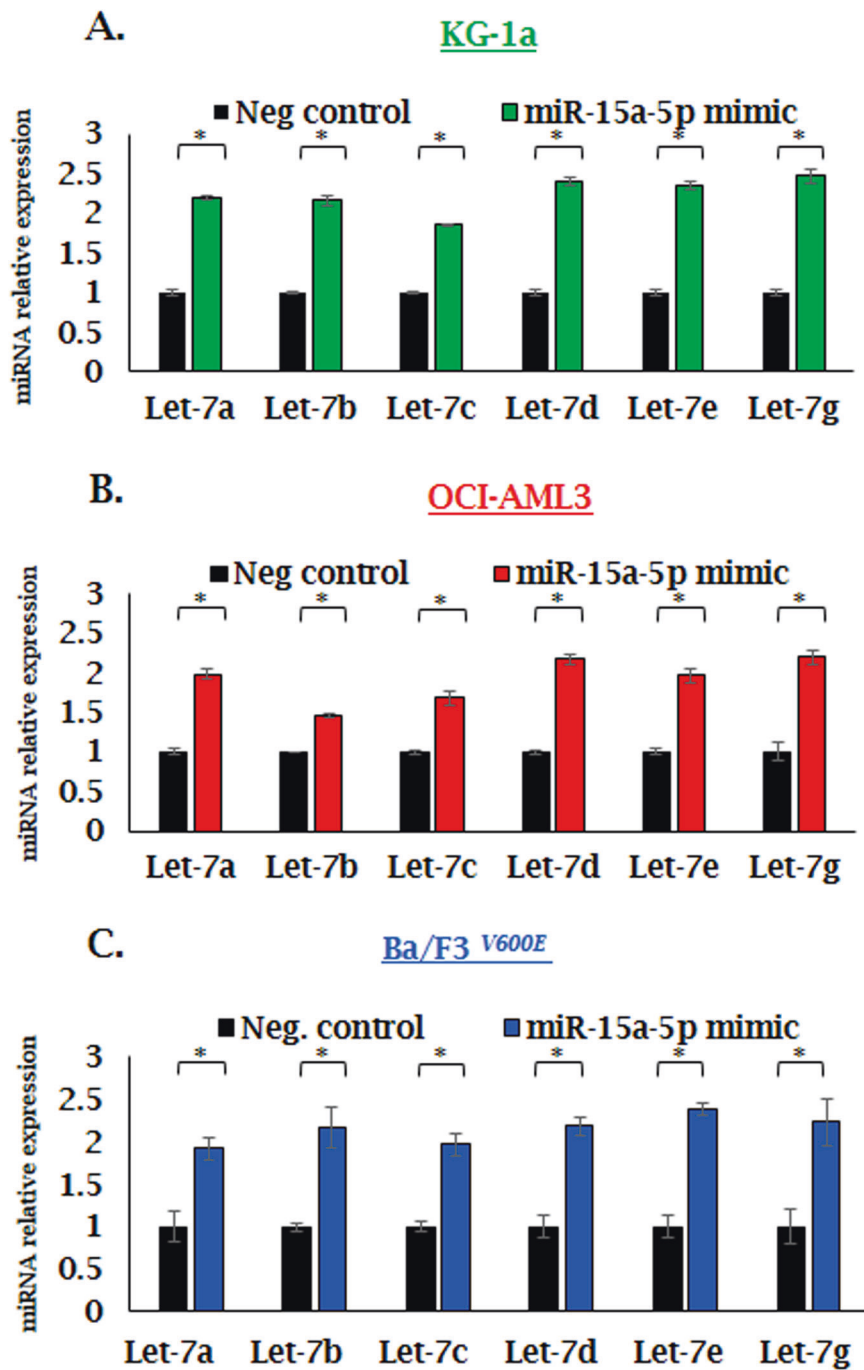 A.
KG-1a
Neg control miR-15a-5p mimic
miRNA relative expression
3
2.5
2
1.5
1
0.5
0
* * * * * *
Let-7a Let-7b Let-7c Let-7d Let-7e Let-7g
B.
OCI-AML3
Neg control miR-15a-5p mimic
miRNA relative expression
3
2.5
2
1.5
1
0.5
0
* * * * * *
Let-7a Let-7b Let-7c Let-7d Let-7e Let-7g
C.
Ba/F3 V600E
Neg. control miR-15a-5p mimic
miRNA relative expression
3
2.5
2
1.5
1
0.5
0
* * * * * *
Let-7a Let-7b Let-7c Let-7d Let-7e Let-7g